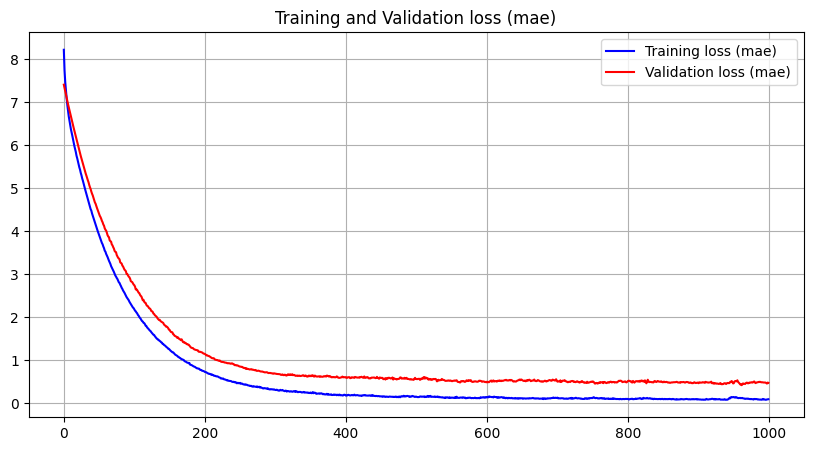 Training and Validation loss (mae)
Training loss (mae)
Validation loss (mae)
8
7
6
5
4
3
2
1
0
0 200 400 600 800 1000